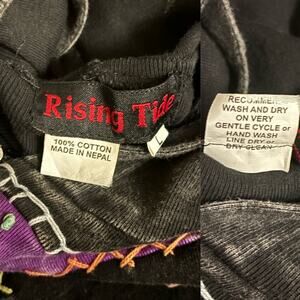 Rising Tide
100% COTTON
MADE IN NEPAL
L
RECOMMEN
WASH AND DRY
ON VERY
GENTLE CYCLE or
HAND WASH
LINE DRY or
DRY CLEAN